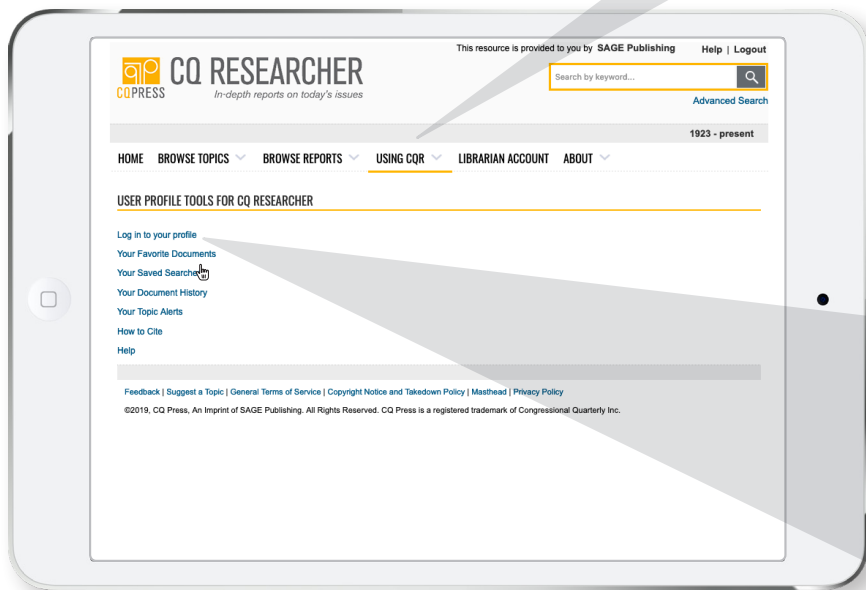 This resource is provided to you by SAGE Publishing Help | Logout
CQ PRESS
CQ RESEARCHER
In-depth reports on today's issues
Search by keyword...
Advanced Search
1923 - present
HOME BROWSE TOPICS BROWSE REPORTS USING CQR LIBRARIAN ACCOUNT ABOUT
USER PROFILE TOOLS FOR CQ RESEARCHER
Log in to your profile
Your Favorite Documents
Your Saved Searche
Your Document History
Your Topic Alerts
How to Cite
Help
Feedback | Suggest a Topic | General Terms of Service | Copyright Notice and Takedown Policy | Masthead | Privacy Policy
©2019, CQ Press, An Imprint of SAGE Publishing. All Rights Reserved. CQ Press is a registered trademark of Congressional Quarterly Inc.